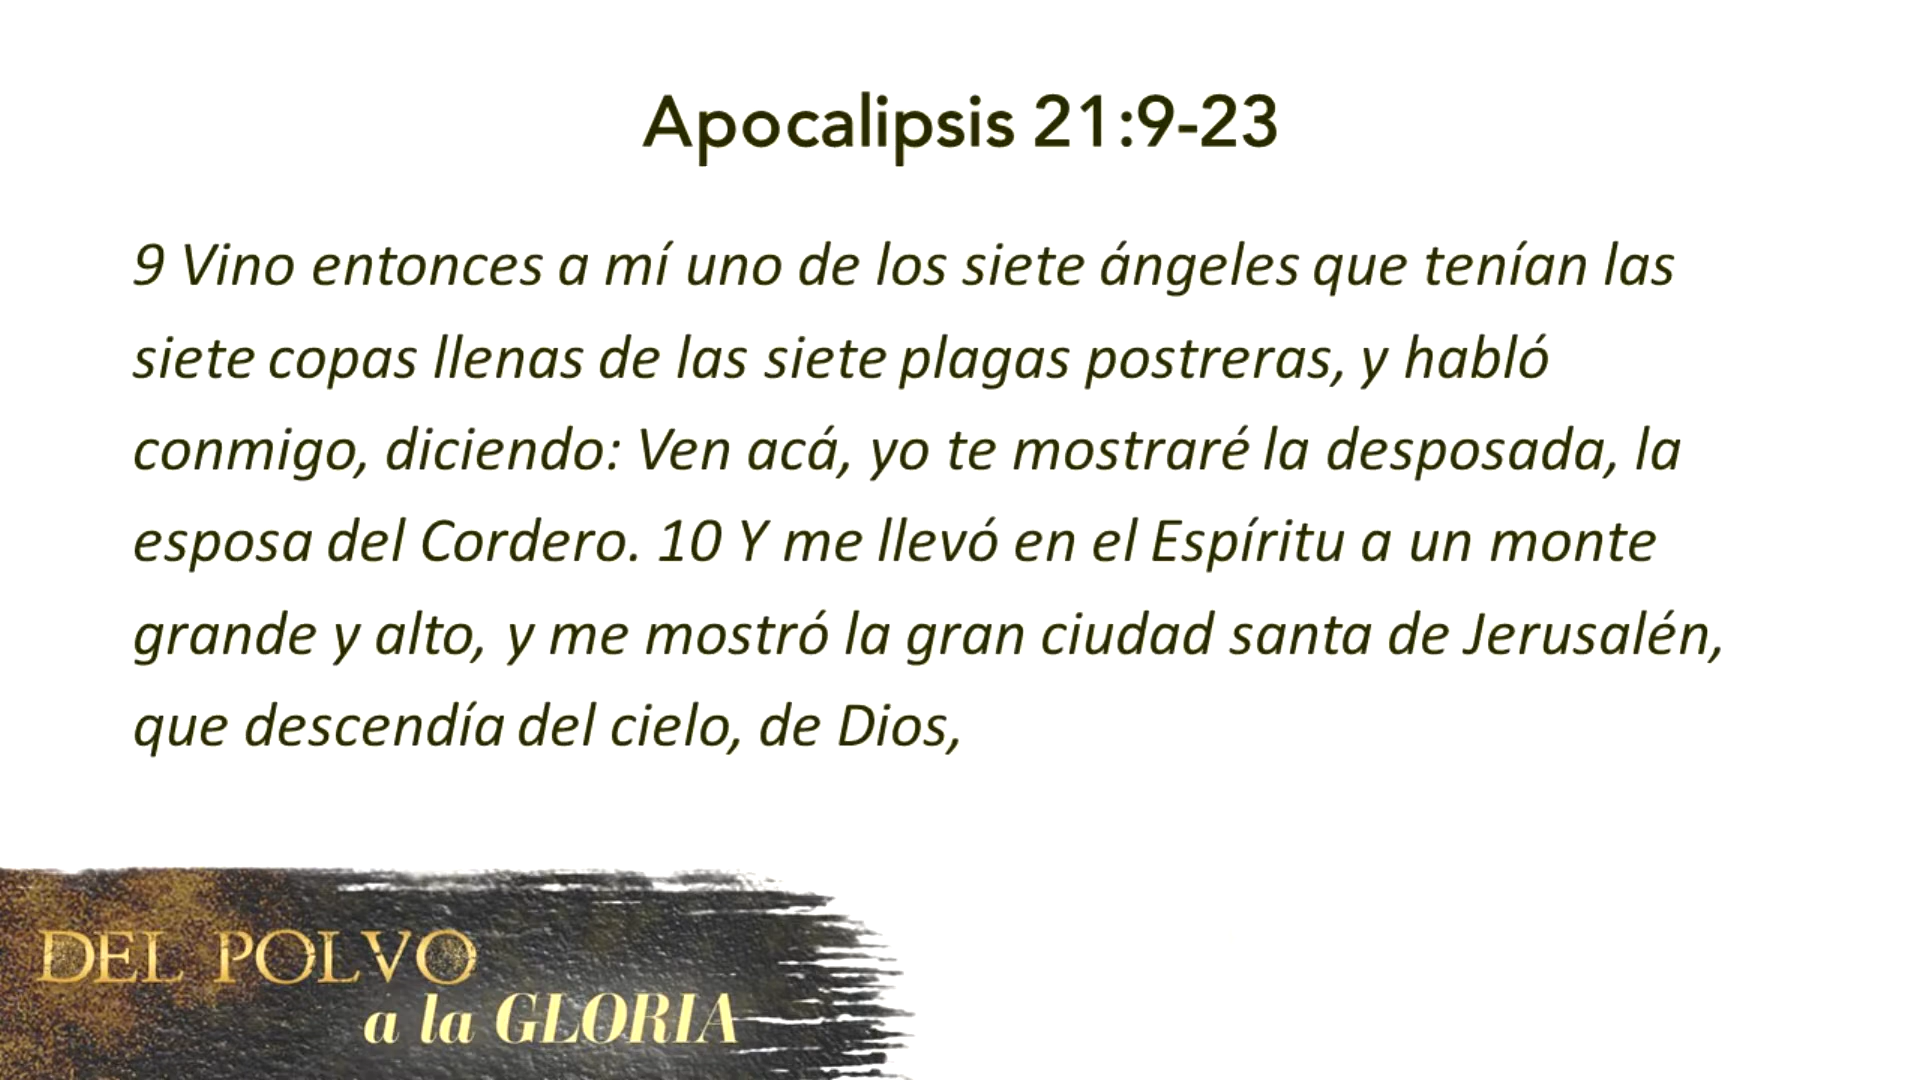 Apocalipsis 21:9-23
9 Vino entonces a mí uno de los siete ángeles que tenían las
siete copas llenas de las siete plagas postreras, y habló
conmigo, diciendo: Ven acá, yo te mostraré la desposada, la
esposa del Cordero. 10 Y me llevó en el Espíritu a un monte
grande y alto, y me mostró la gran ciudad santa de Jerusalén,
que descendía del cielo, de Dios,
DEL POLVO
a la GLORIA